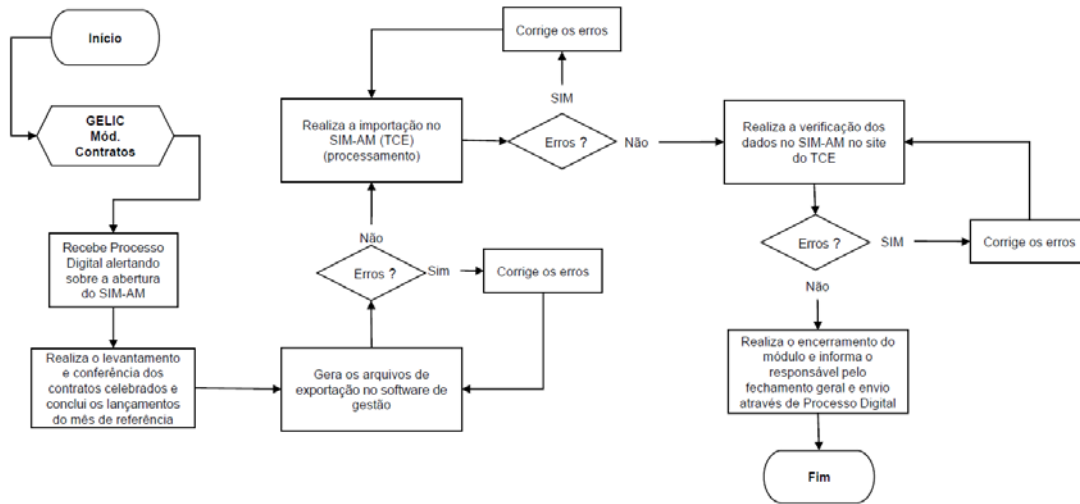 Início
GELIC
Mód.
Contratos
Recebe Processo
Digital alertando
sobre a abertura
do SIM-AM
Realiza o levantamento
e conferência dos
contratos celebrados e
conclui os lançamentos
do mês de referência
Gera os arquivos de
exportação no software de
gestão
Erros ?
Sim
Corrige os erros
Não
Realiza a importação no
SIM-AM (TCE)
(processamento)
Erros ?
SIM
Corrige os erros
Não
Realiza a verificação dos
dados no SIM-AM no site
do TCE
Erros ?
SIM
Corrige os erros
Não
Realiza o encerramento do
módulo e informa o
responsável pelo
fechamento geral e envio
através de Processo Digital
Fim